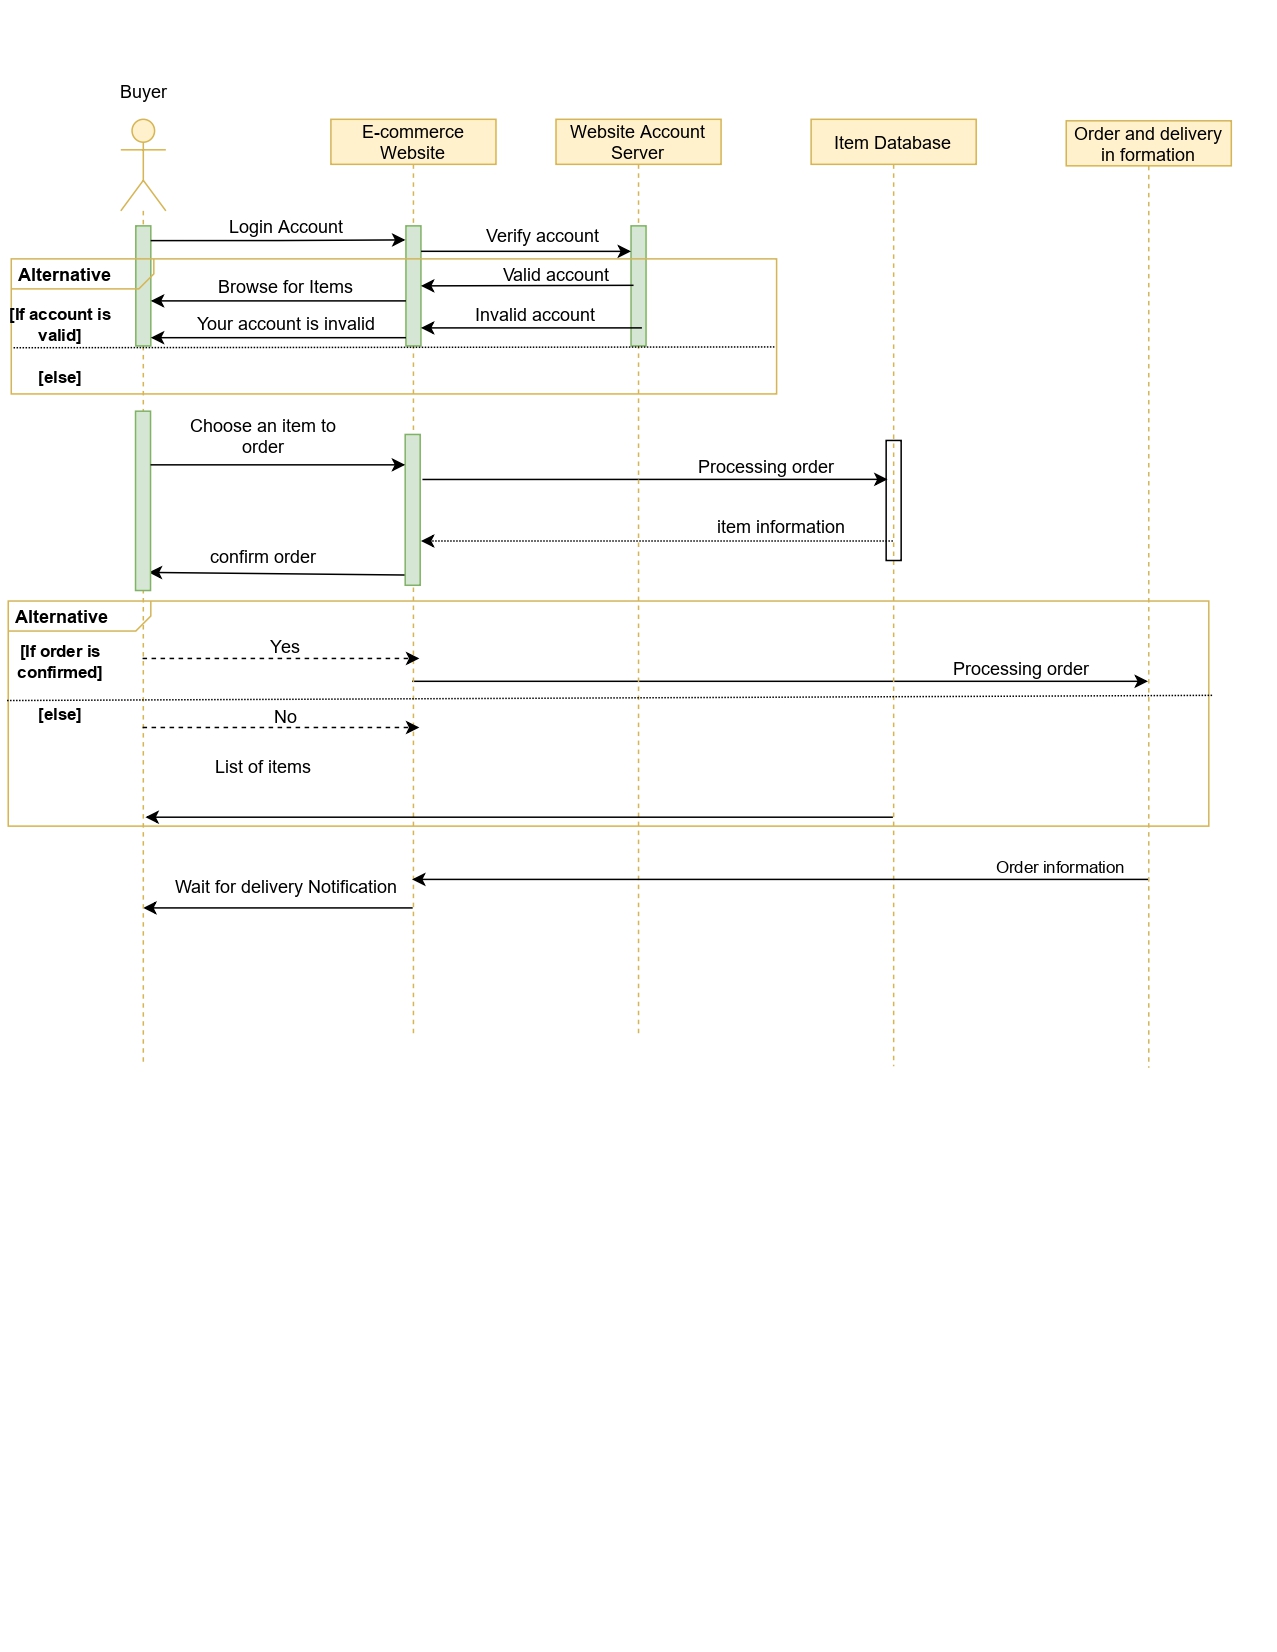 Buyer
E-commerce
Website
Website Account
Server
Item Database
Order and delivery
in formation
Login Account
Verify account
Alternative
Valid account
Browse for Items
[If account is
valid]
Invalid account
Your account is invalid
[else]
Choose an item to
order
Processing order
item information
confirm order
Alternative
[If order is
confirmed]
Yes
Processing order
[else]
No
List of items
Order information
Wait for delivery Notification